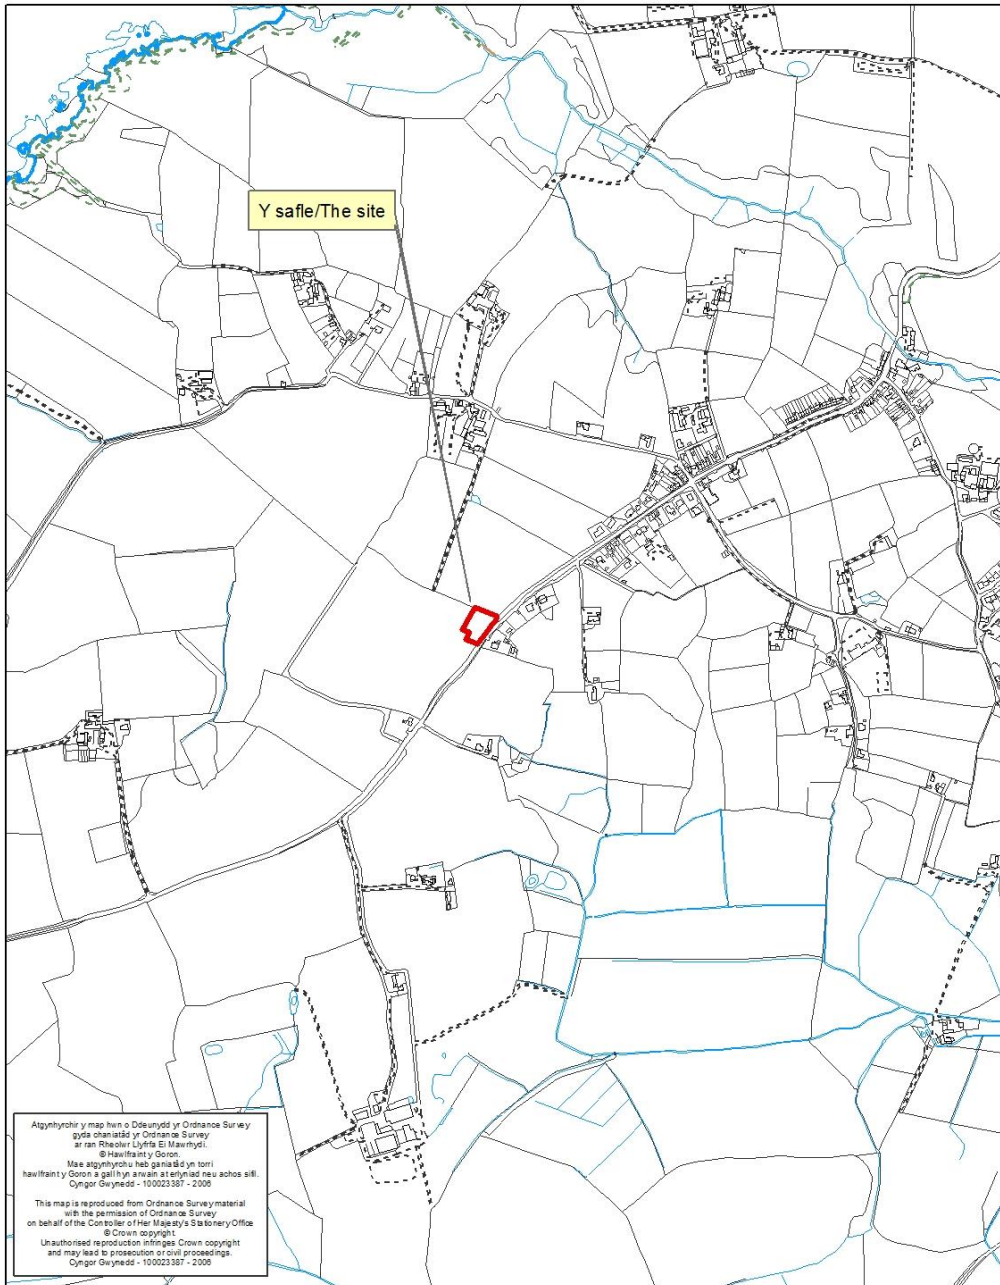 Y safle/The site
Atgynhyrchir y map hwn o Ddeunydd yr Ordnance Survey
gyda chaniatâd yr Ordnance Survey
ar ran Rheolwr Llyfrfa Ei Mawrhydi.
© Hawlfraint y Goron.
Mae atgynhyrchu heb ganiatâd yn torri
hawlfraint y Goron a gall hyn arwain at erlyniad neu achos sifil.
Cyngor Gwynedd - 100023387 - 2006
This map is reproduced from Ordnance Survey material
with the permission of Ordnance Survey
on behalf of the Controller of Her Majesty's Stationery Office
© Crown copyright.
Unauthorised reproduction infringes Crown copyright
and may lead to prosecution or civil proceedings.
Cyngor Gwynedd - 100023387 - 2006